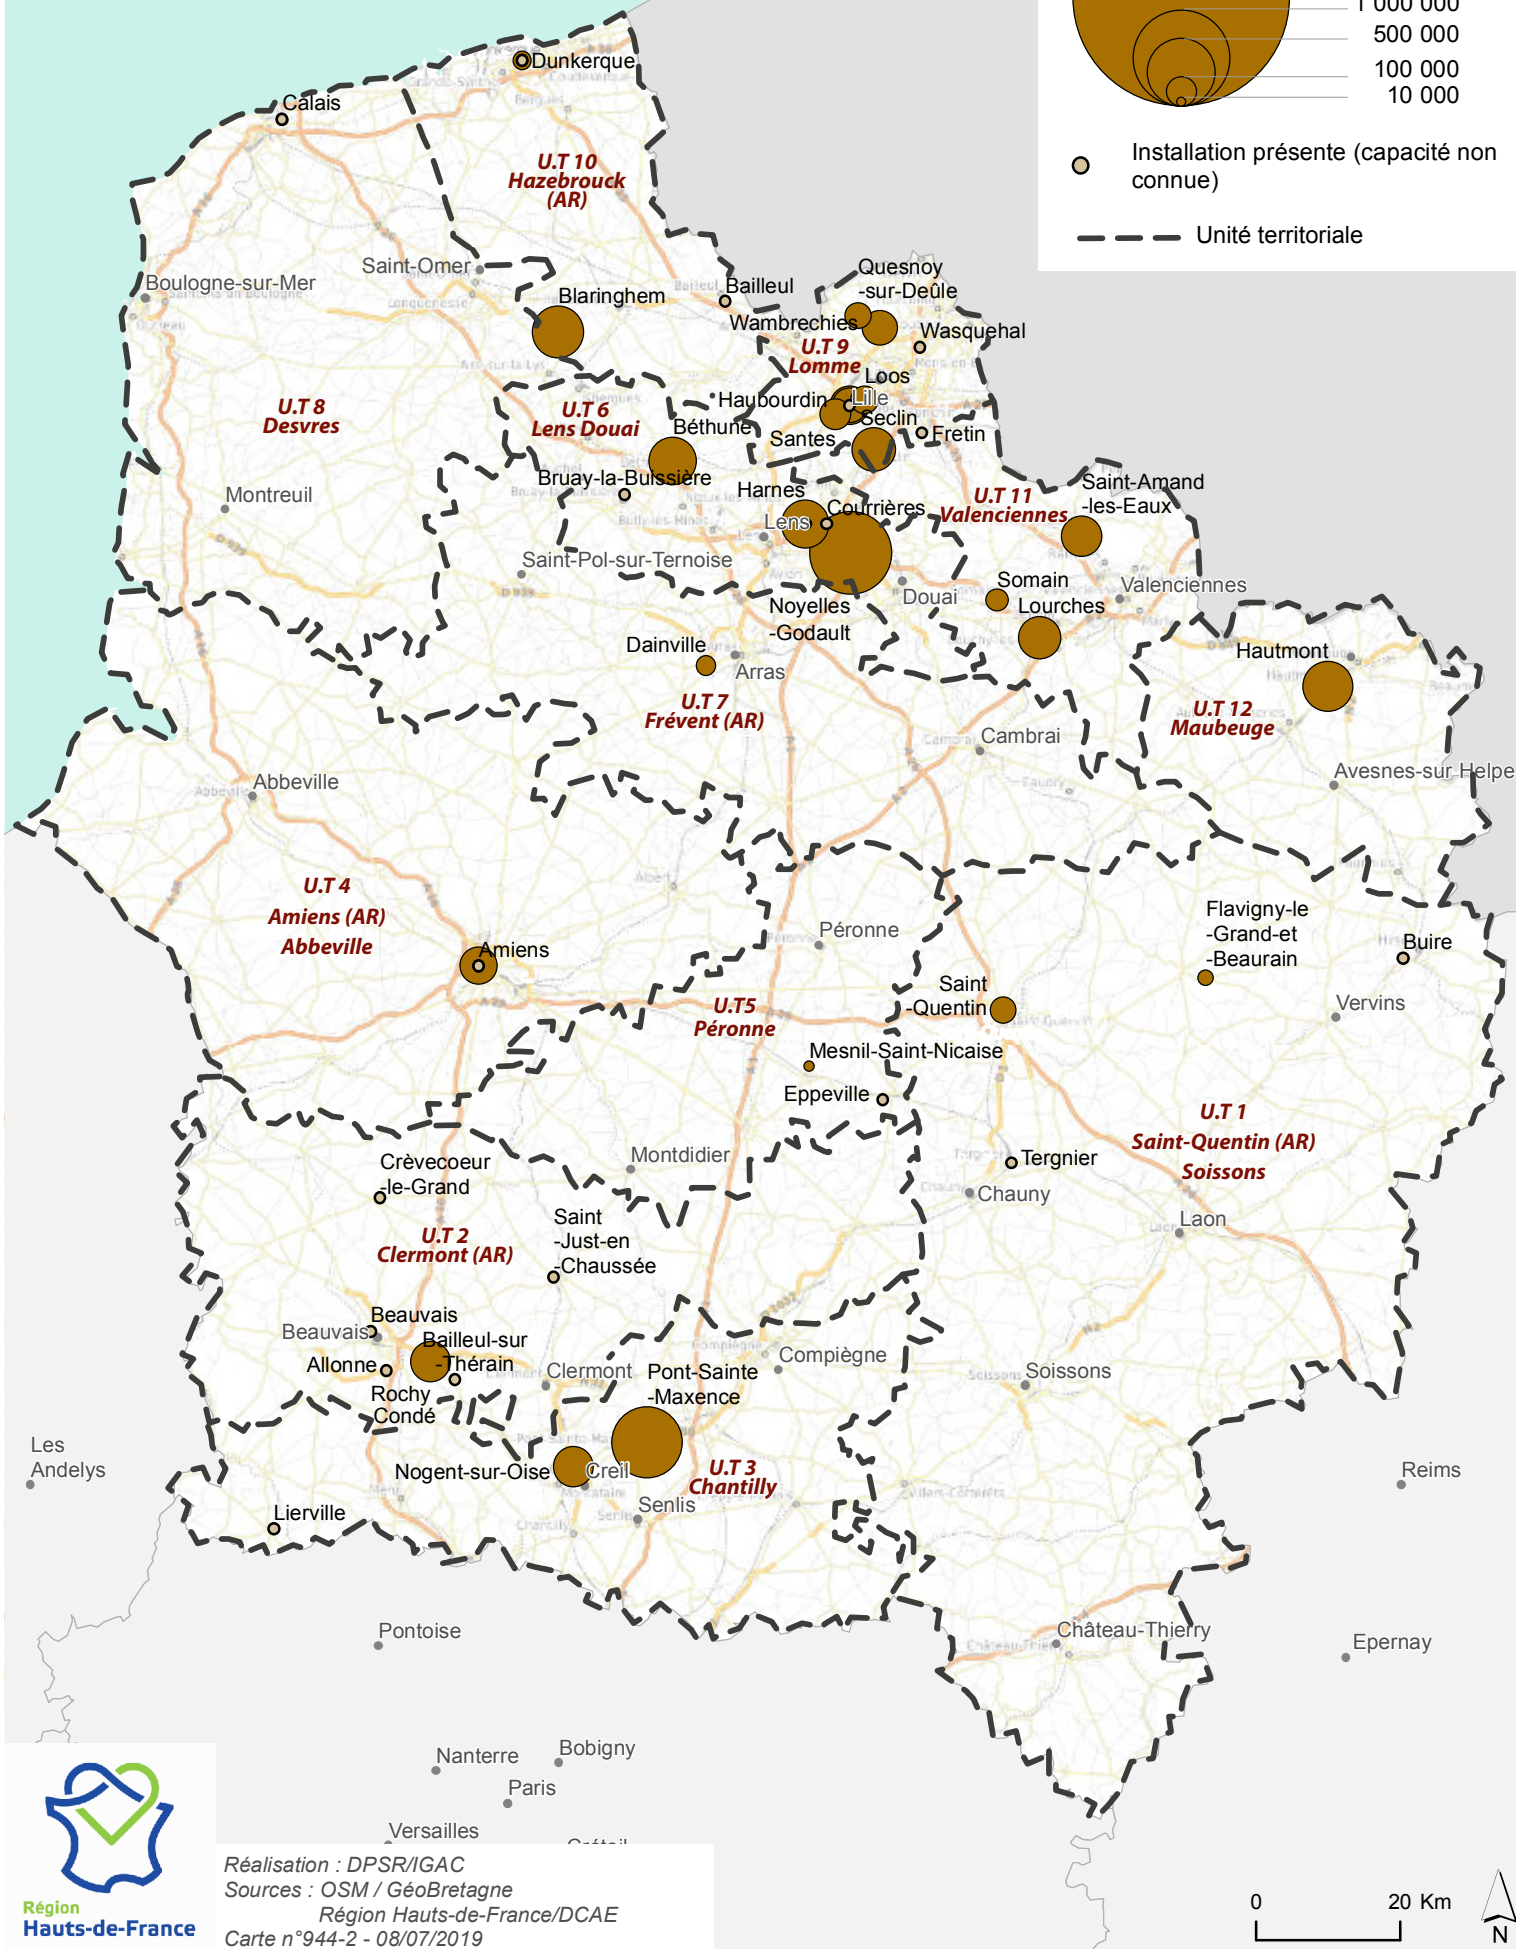 1 000 000
500 000
100 000
10 000
Installation présente (capacité non
connue)
Unité territoriale
Dunkerque
Calais
U.T 10
Hazebrouck
(AR)
Saint-Omer
Boulogne-sur-Mer
Blaringhem
Bailleul
Quesnoy
-sur-Deûle
Wambrechies
Wasquehal
U.T 9
Lomme
Loos
Haubourdin
Lille
Seclin
Santes
Fretin
U.T 8
Desvres
U.T 6
Lens Douai
Béthune
Bruay-la-Buissière
Montreuil
Harnes
Courrières
Lens
U.T 11
Valenciennes
Saint-Amand
-les-Eaux
Saint-Pol-sur-Ternoise
Somain
Valenciennes
Douai
Lourches
Noyelles
-Godault
Dainville
Arras
Hautmont
U.T 7
Frévent (AR)
U.T 12
Maubeuge
Cambrai
Avesnes-sur Helpe
Abbeville
U.T 4
Amiens (AR)
Abbeville
Amiens
Péronne
Flavigny-le
-Grand-et
-Beaurain
Buire
Vervins
Saint
-Quentin
U.T5
Péronne
Mesnil-Saint-Nicaise
Eppeville
U.T 1
Saint-Quentin (AR)
Soissons
Montdidier
Tergnier
Chauny
Laon
Crèvecoeur
-le-Grand
U.T 2
Clermont (AR)
Saint
-Just-en
-Chaussée
Beauvais
Beauvais
Bailleul-sur
-Thérain
Allonne
Rochy
Condé
Clermont
Compiègne
Pont-Sainte
-Maxence
Soissons
Les
Andelys
Nogent-sur-Oise
Creil
U.T 3
Chantilly
Senlis
Reims
Lierville
Pontoise
Château-Thierry
Epernay
Nanterre
Bobigny
Paris
Versailles
Région
Hauts-de-France
Réalisation : DPSR/IGAC
Sources : OSM / GéoBretagne
Région Hauts-de-France/DCAE
Carte n°944-2 - 08/07/2019
0 20 Km
N